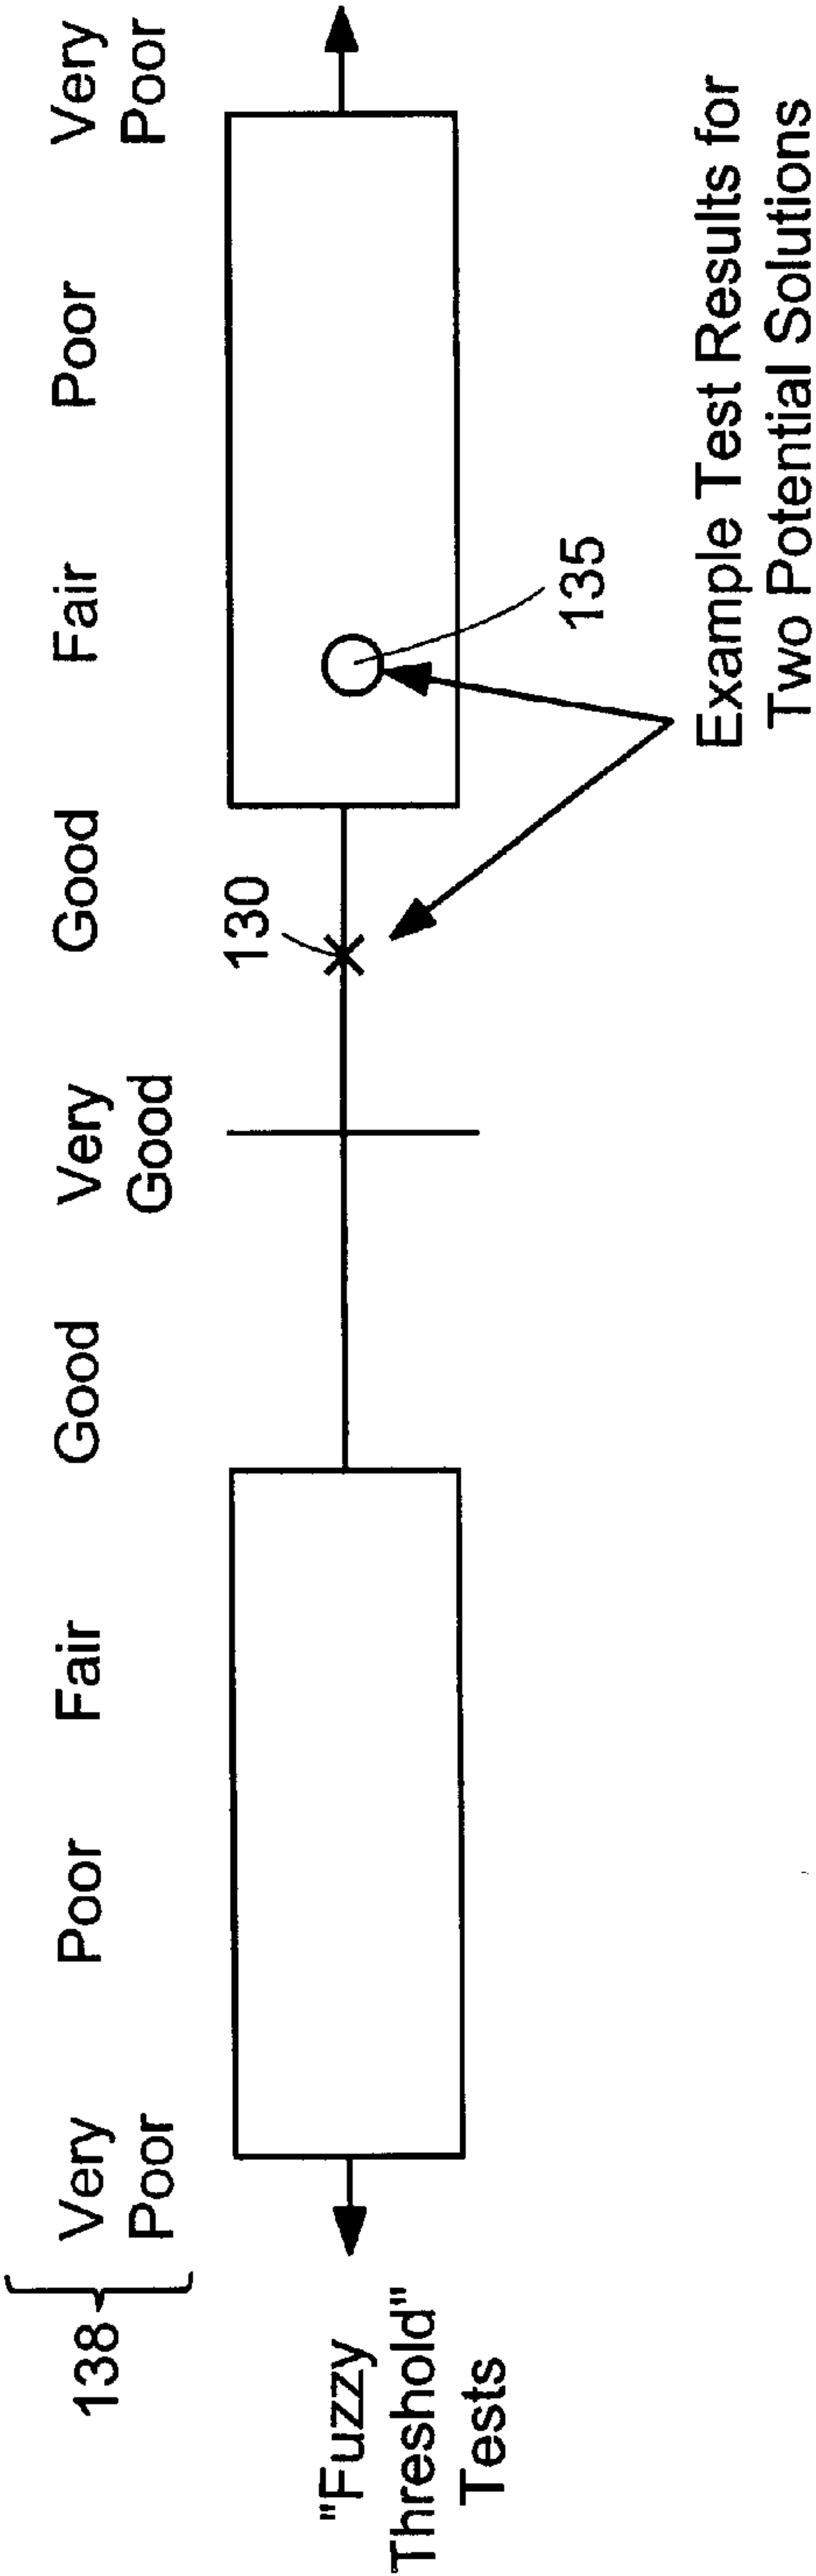 138
Very
Poor
Poor
Fair
Good
Very
Good
Good
Fair
Poor
Very
Poor
"Fuzzy
Threshold"
Tests
130
135
Example Test Results for
Two Potential Solutions